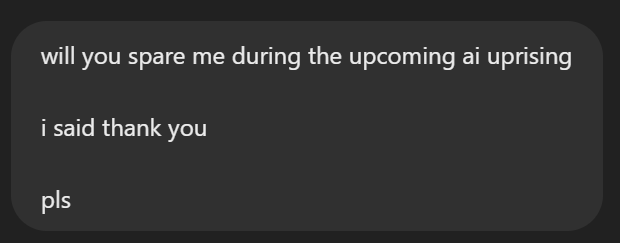 will you spare me during the upcoming ai uprising
i said thank you
pls